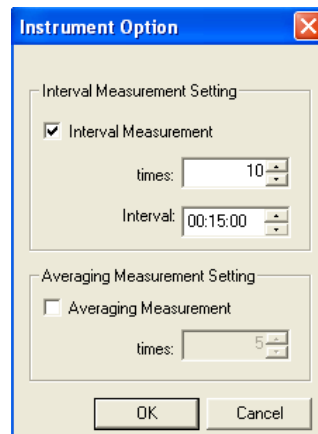 Instrument Option
Interval Measurement Setting
Interval Measurement
times: 10
Interval: 00:15:00
Averaging Measurement Setting
Averaging Measurement
times: 5
OK Cancel